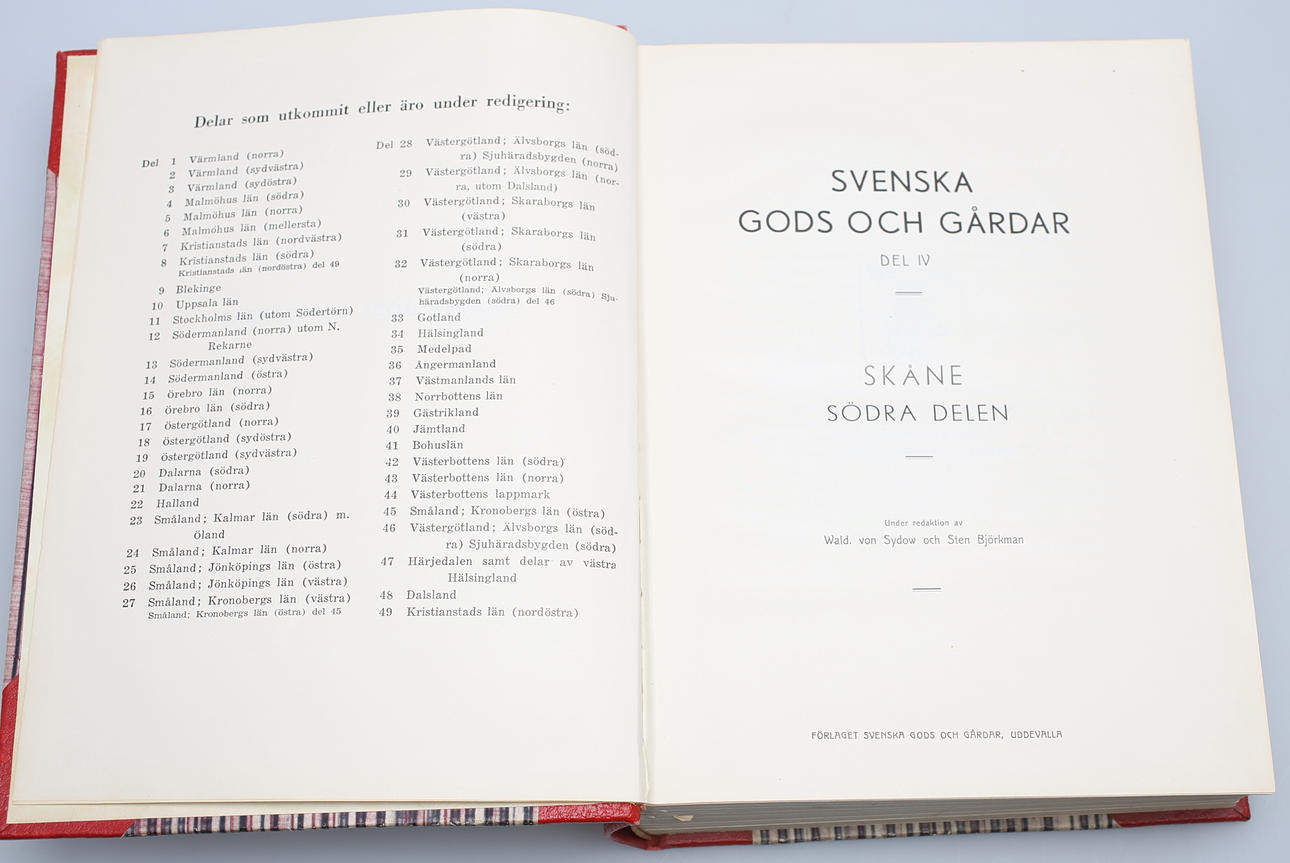 Delar som utkommit eller äro under redigering:
Del 1 Värmland (norra)
2 Värmland (sydvästra)
3 Värmland (sydöstra)
4 Malmöhus län (södra)
5 Malmöhus län (norra)
6 Malmöhus län (mellersta)
7 Kristianstads län (nordvästra)
8 Kristianstads län (södra)
Kristianstads län (nordöstra) del 49
9 Blekinge
10 Uppsala län
11 Stockholms län (utom Södertörn)
12 Södermanland (norra) utom N.
Rekarne
13 Södermanland (sydvästra)
14 Södermanland (östra)
15 örebro län (norra)
16 örebro län (södra)
17 östergötland (norra)
18 östergötland (sydöstra)
19 östergötland (sydvästra)
20 Dalarna (södra)
21 Dalarna (norra)
22 Halland
23 Småland; Kalmar län (södra) m.
öland
24 Småland; Kalmar län (norra)
25 Småland; Jönköpings län (östra)
26 Småland; Jönköpings län (västra)
27 Småland; Kronobergs län (västra)
Småland; Kronobergs län (östra) del 45
Del 28 Västergötland; Älvsborgs län (söd-
ra) Sjuhäradsbygden (norra)
29 Västergötland; Älvsborgs län (nor-
ra, utom Dalsland)
30 Västergötland; Skaraborgs län
(västra)
31 Västergötland; Skaraborgs län
(södra)
32 Västergötland; Skaraborgs län
(norra)
Västergötland; Älvsborgs län (södra) Sju-
häradsbygden (södra) del 46
33 Gotland
34 Hälsingland
35 Medelpad
36 Ångermanland
37 Västmanlands län
38 Norrbottens län
39 Gästrikland
40 Jämtland
41 Bohuslän
42 Västerbottens län (södra)
43 Västerbottens län (norra)
44 Västerbottens lappmark
45 Småland; Kronobergs län (östra)
46 Västergötland; Älvsborgs län (söd-
ra) Sjuhäradsbygden (södra)
47 Härjedalen samt delar av västra
Hälsingland
48 Dalsland
49 Kristianstads län (nordöstra)
SVENSKA
GODS OCH GÅRDAR
DEL IV
SKÅNE
SÖDRA DELEN
Under redaktion av
Wald. von Sydow och Sten Björkman
FÖRLAGET SVENSKA GODS OCH GÅRDAR, UDDEVALLA